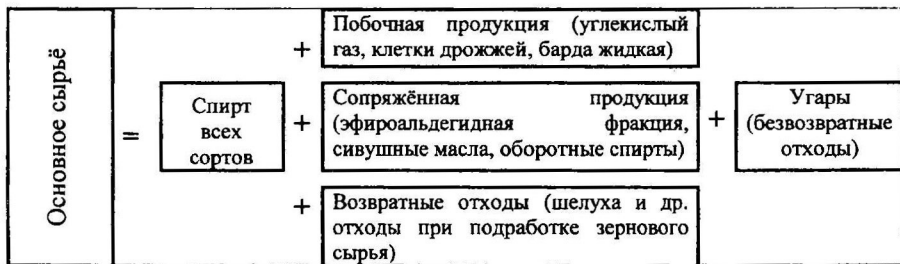 Основное сырьё
=
Спирт
всех
сортов
+
Побочная продукция (углекислый
газ, клетки дрожжей, барда жидкая)
+
Сопряжённая продукция
(эфироальдегидная фракция,
сивушные масла, оборотные спирты)
+
Возвратные отходы (шелуха и др.
отходы при подработке зернового
сырья)
+
Угары
(безвозвратные
отходы)